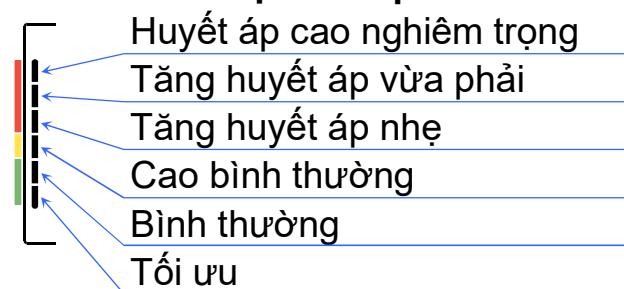 Huyết áp cao nghiêm trọng
Tăng huyết áp vừa phải
Tăng huyết áp nhẹ
Cao bình thường
Bình thường
Tối ưu